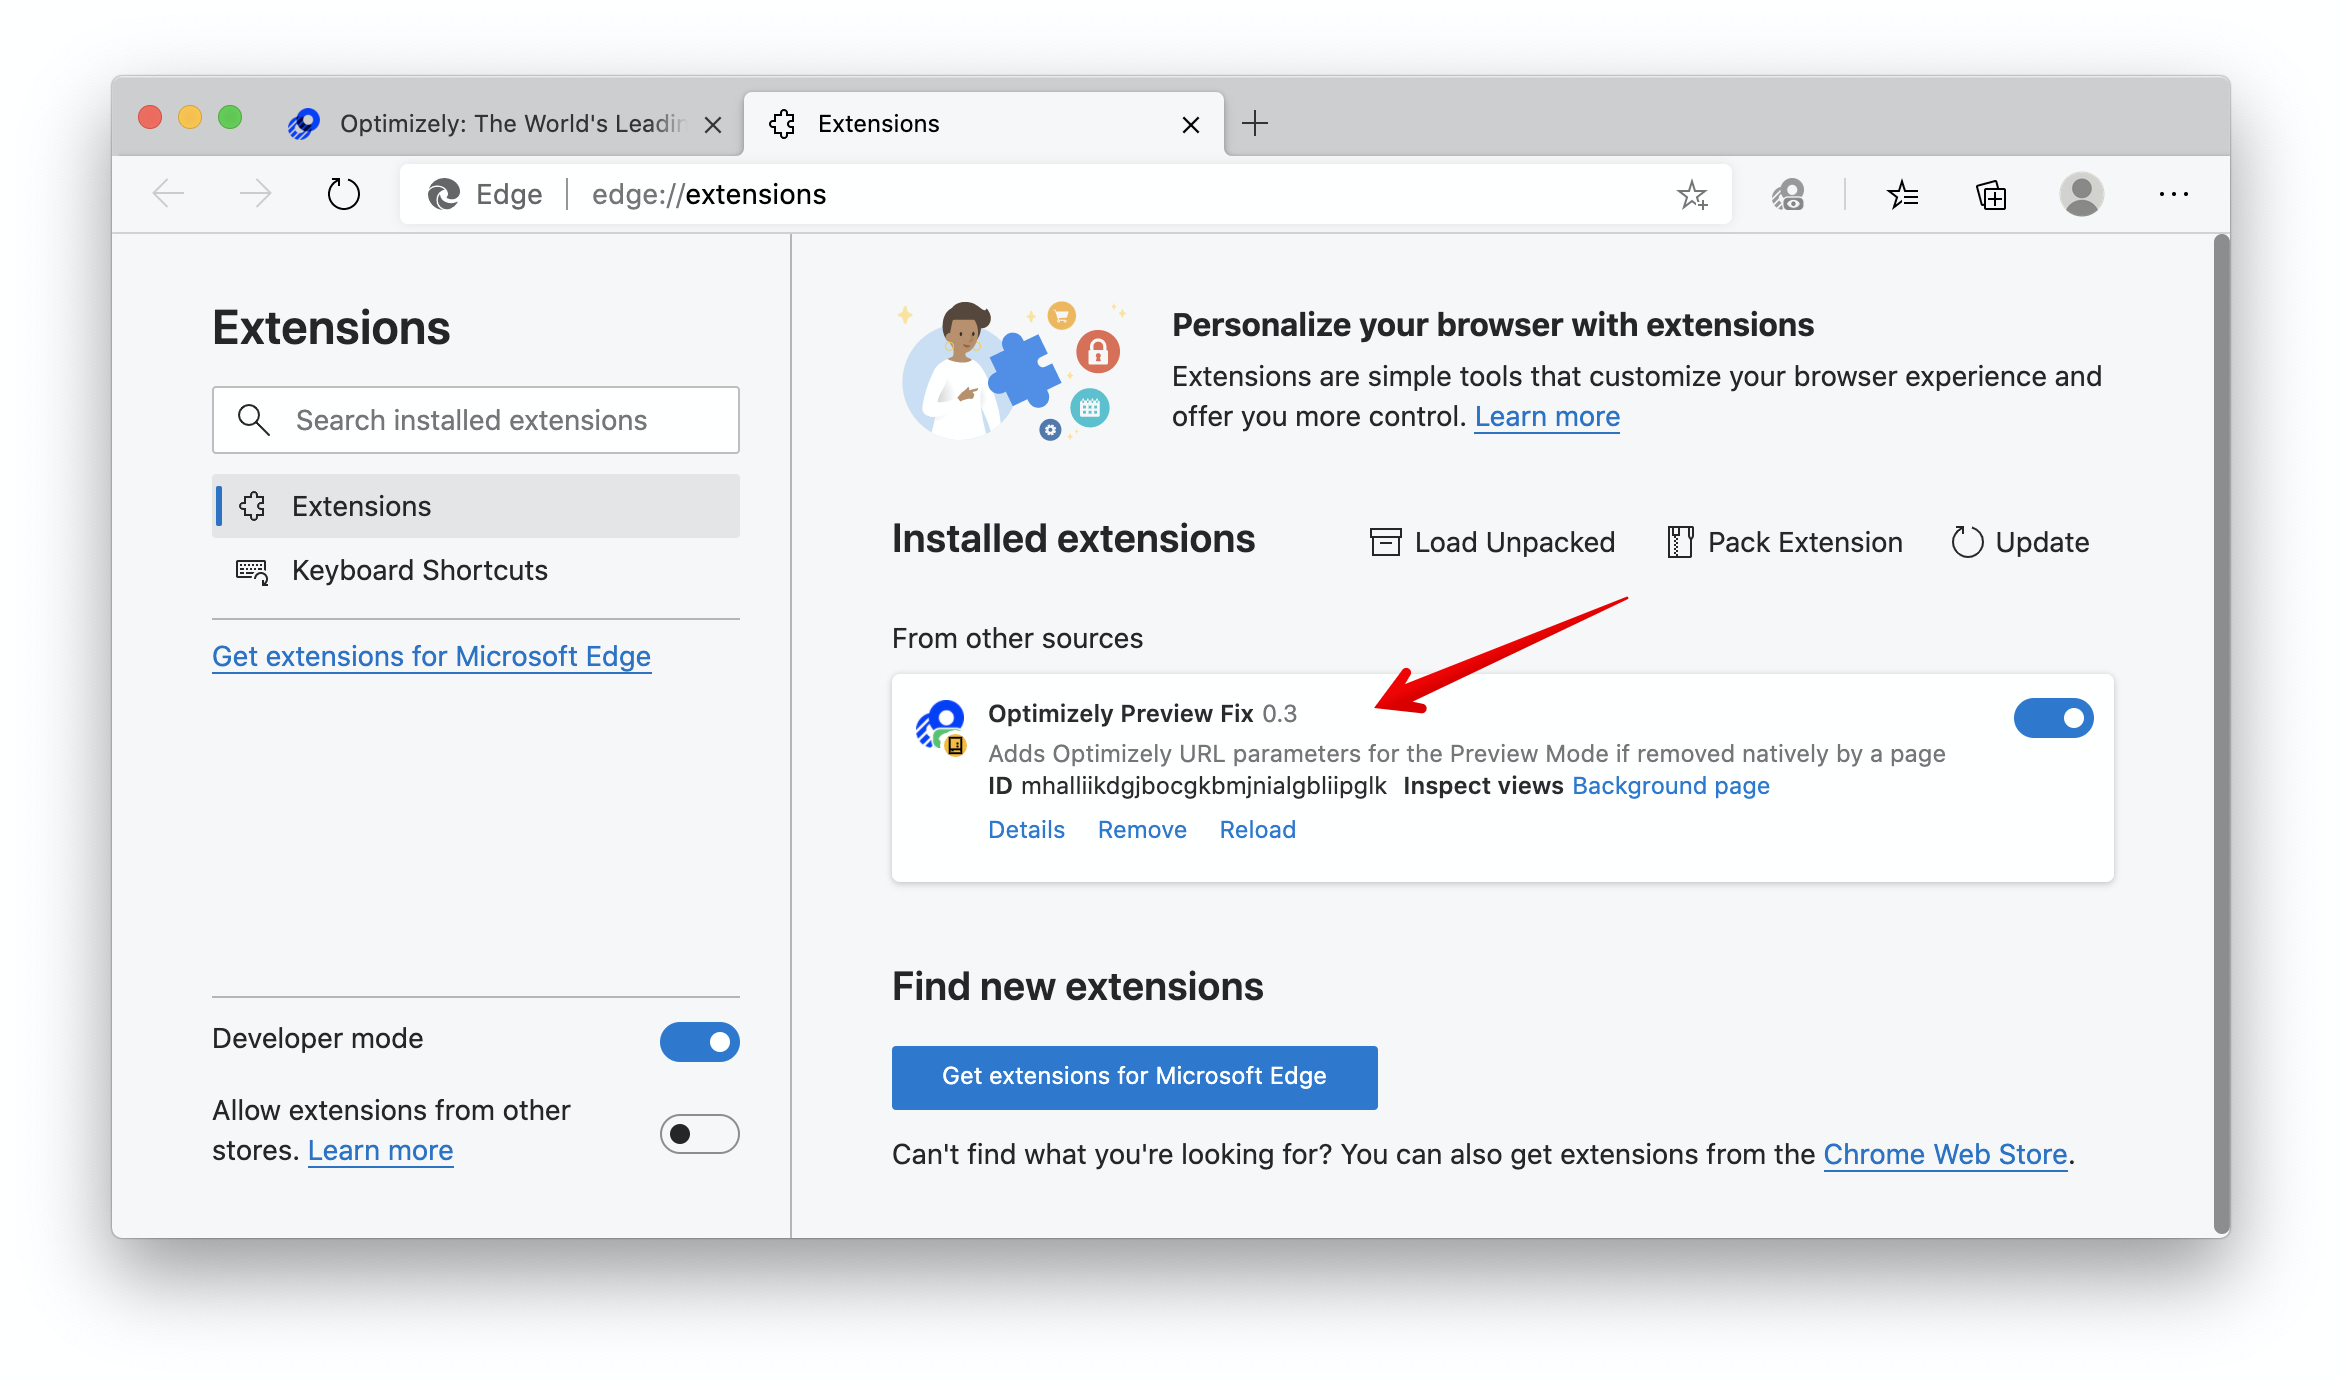 Optimizely: The World's Leadin
Extensions
Edge
edge://extensions
Extensions
Search installed extensions
Extensions
Keyboard Shortcuts
Get extensions for Microsoft Edge
Developer mode
Allow extensions from other
stores. Learn more
Personalize your browser with extensions
Extensions are simple tools that customize your browser experience and
offer you more control. Learn more
Installed extensions
Load Unpacked
Pack Extension
Update
From other sources
Optimizely Preview Fix 0.3
Adds Optimizely URL parameters for the Preview Mode if removed natively by a page
ID mhalliikdgjbocgkbmjnialgbliipglk Inspect views Background page
Details Remove Reload
Find new extensions
Get extensions for Microsoft Edge
Can't find what you're looking for? You can also get extensions from the Chrome Web Store.